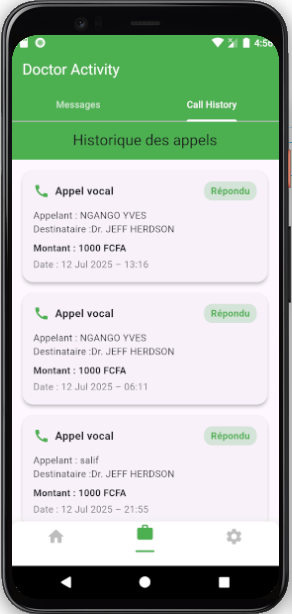 4:56
Doctor Activity
Messages
Call History
Historique des appels
Appel vocal
Répondu
Appelant : NGANGO YVES
Destinataire :Dr. JEFF HERDSON
Montant : 1000 FCFA
Date : 12 Jul 2025 – 13:16
Appel vocal
Répondu
Appelant : NGANGO YVES
Destinataire :Dr. JEFF HERDSON
Montant : 1000 FCFA
Date : 12 Jul 2025 – 06:11
Appel vocal
Répondu
Appelant : salif
Destinataire :Dr. JEFF HERDSON
Montant : 1000 FCFA
Date : 12 Jul 2025 – 21:55